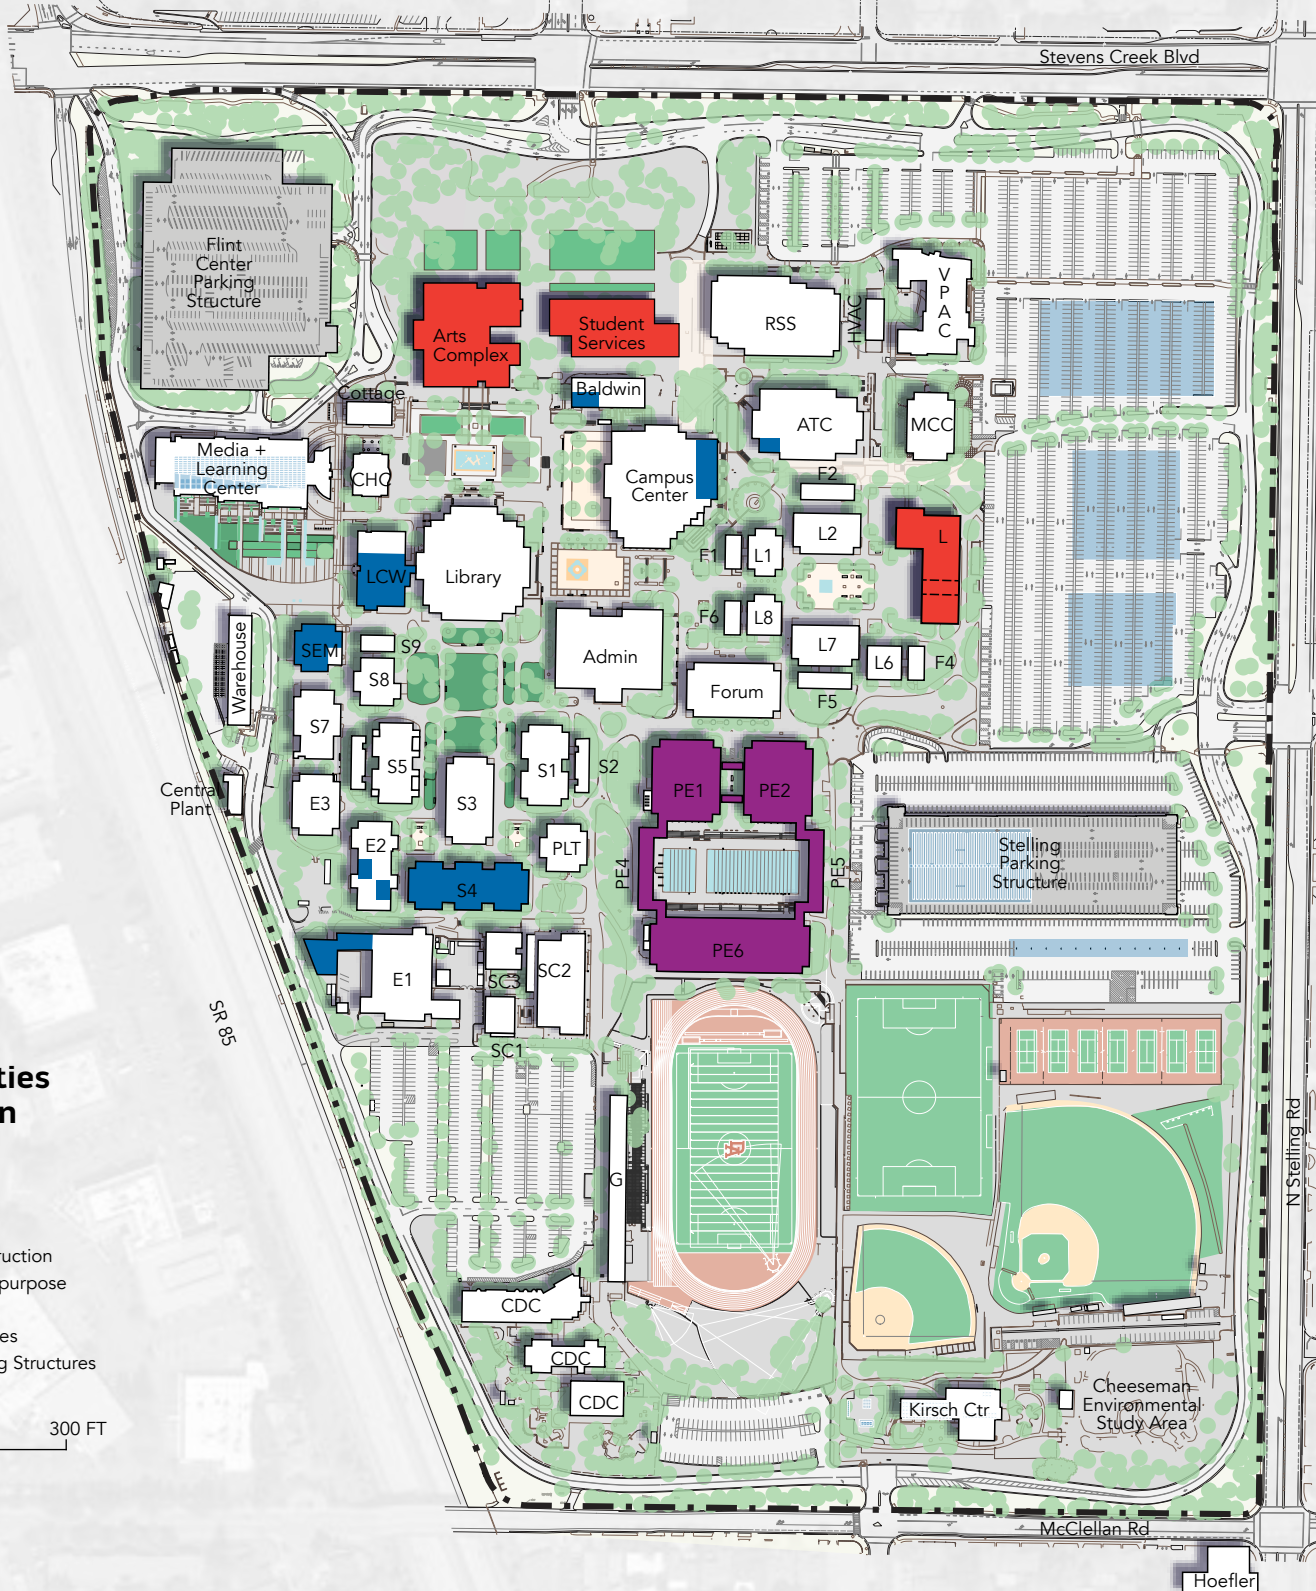 Stevens Creek Blvd
Flint
Center
Parking
Structure
Arts
Complex
Student
Services
RSS
HVAC
V
P
A
C
Cottage
Baldwin
ATC
MCC
Media +
Learning
Center
CHC
Campus
Center
F2
L2
L
F1
L1
LCW
Library
F6
L8
Warehouse
SEM
S9
S8
Admin
L7
L6
F4
Forum
F5
S7
S5
S1
S2
S3
PE1
PE2
Central
Plant
E3
E2
PLT
PE4
PE5
Stelling
Parking
Structure
S4
PE6
E1
SC3
SC2
SC1
SR 85
ties
n
G
DA
N Stelling Rd
ruction
purpose
es
g Structures
300 FT
CDC
CDC
CDC
Kirsch Ctr
Cheeseman
Environmental
Study Area
McClellan Rd
Hoefler